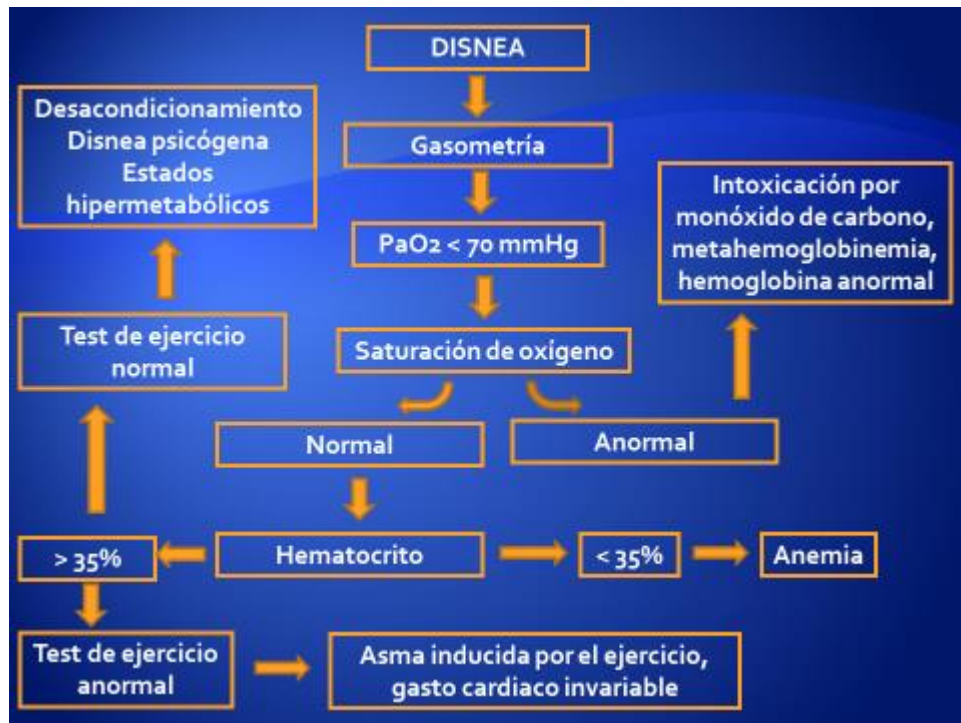 DISNEA
Gasometría
PaO2 < 70 mmHg
Saturación de oxígeno
Normal
Anormal
Intoxicación por
monóxido de carbono,
metahemoglobinemia,
hemoglobina anormal
Hematocrito
< 35%
Anemia
> 35%
Test de ejercicio
normal
Desacondicionamiento
Disnea psicógena
Estados
hipermetabólicos
Test de ejercicio
anormal
Asma inducida por el ejercicio,
gasto cardiaco invariable